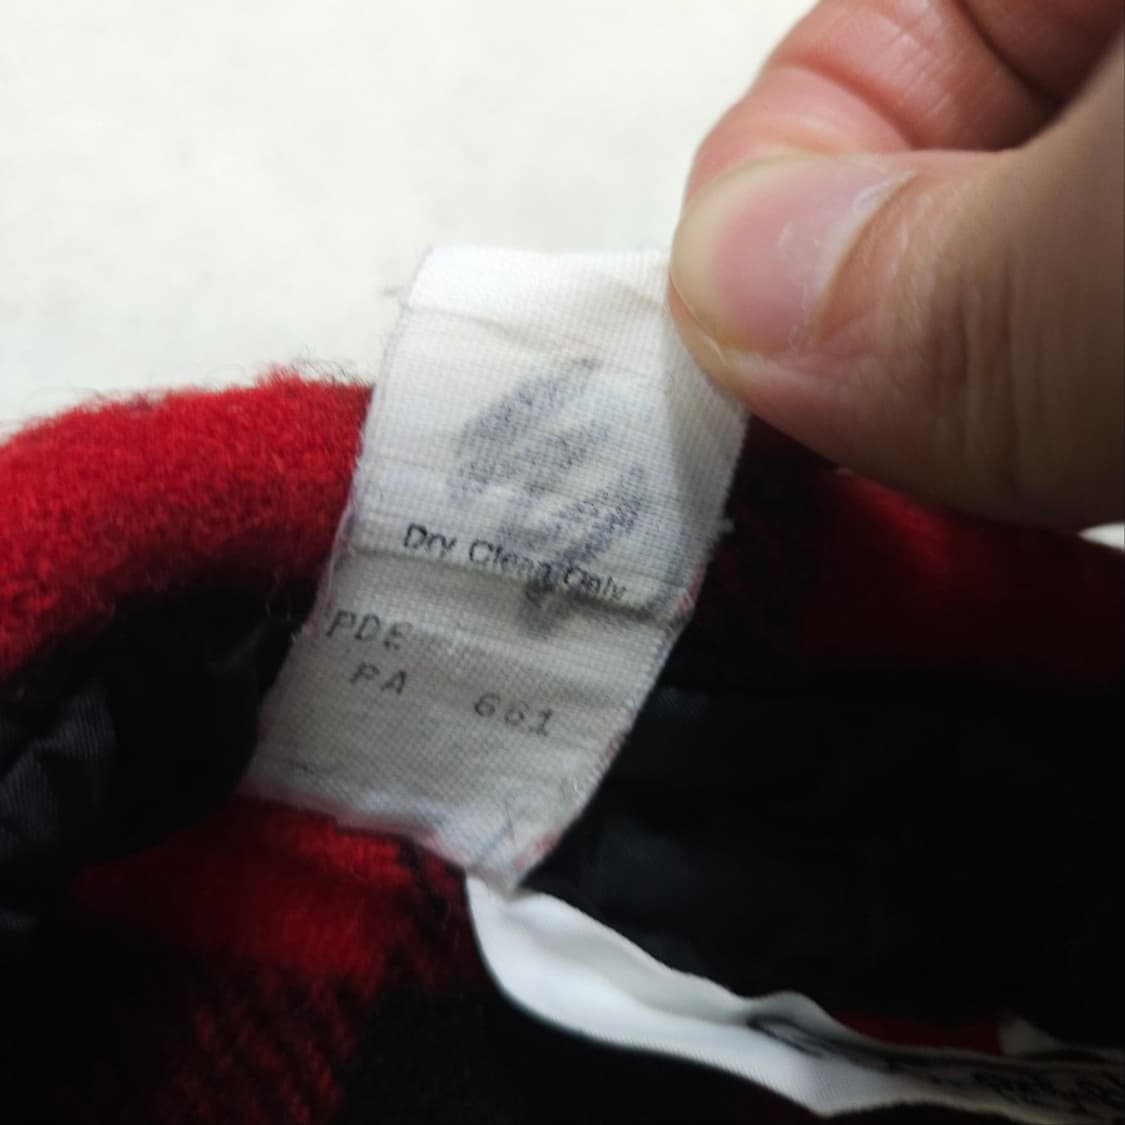 Dry Clean Only
PDE
PA 661